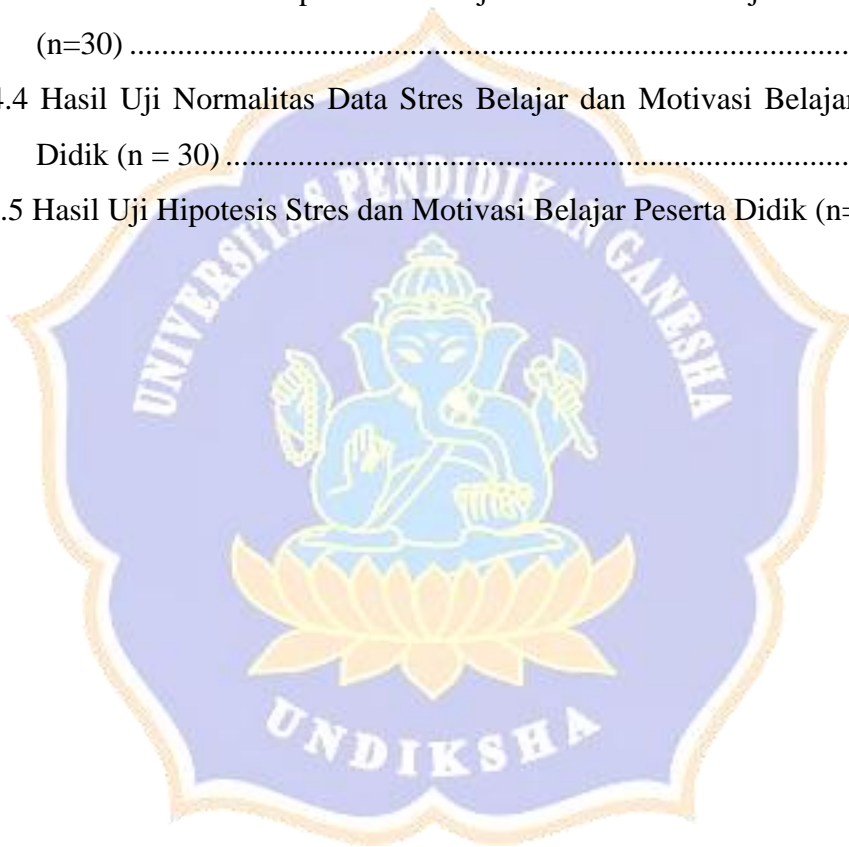 (n=30) ................................................................................................
4.4 Hasil Uji Normalitas Data Stres Belajar dan Motivasi Belajar
Didik (n = 30) ....................................................................................
.5 Hasil Uji Hipotesis Stres dan Motivasi Belajar Peserta Didik (n=
UNIVERSITAS PENDIDIKAN GANESHA
UNDIKSHA